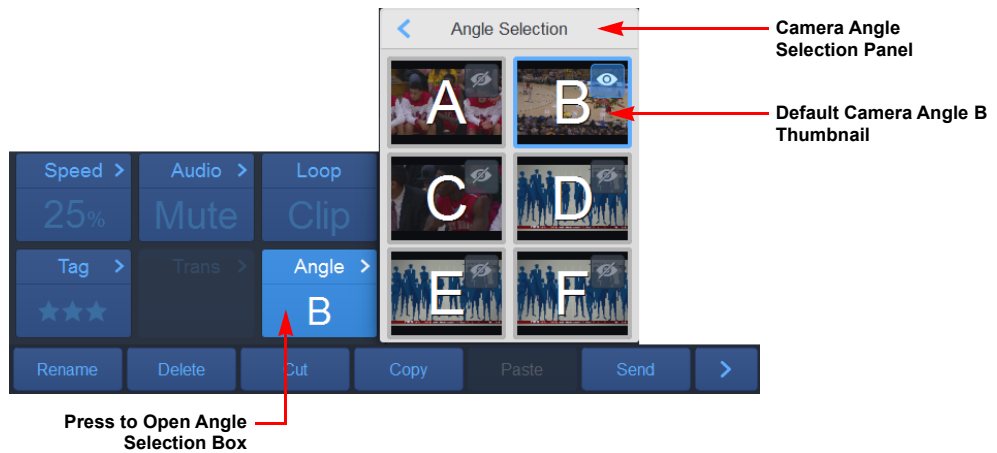 Angle Selection
Camera Angle
Selection Panel
A
B
Default Camera Angle B
Thumbnail
Speed
Audio
Loop
25%
Mute
Clip
C
D
Tag
Trans
Angle
B
E
F
Rename
Delete
Cut
Copy
Paste
Send
Press to Open Angle
Selection Box